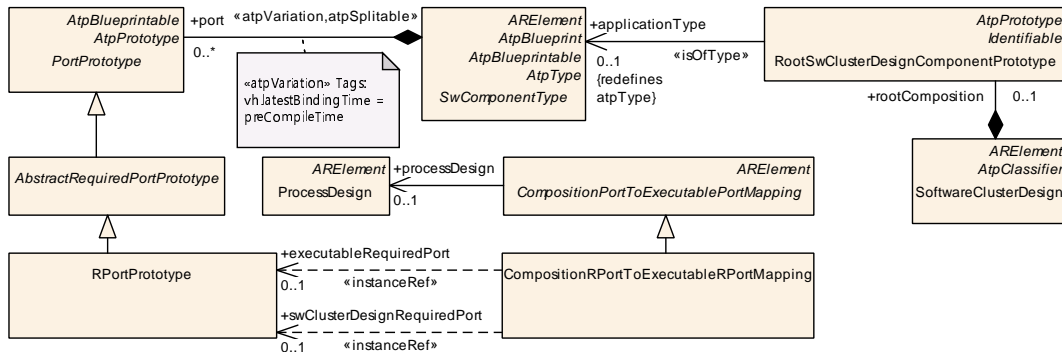 AtpBlueprintable
AtpPrototype
PortPrototype
+port
«atpVariation,atpSplitable»
0..*
ARElement
AtpBlueprint
AtpBlueprintable
AtpType
SwComponentType
+applicationType
0..1
«isOfType»
{redefines
atpType}
AtpPrototype
Identifiable
RootSwClusterDesignComponentPrototype
«atpVariation» Tags:
vh.latestBindingTime =
preCompileTime
+rootComposition
0..1
AbstractRequiredPortPrototype
ARElement
ProcessDesign
+processDesign
0..1
ARElement
CompositionPortToExecutablePortMapping
ARElement
AtpClassifier
SoftwareClusterDesign
RPortPrototype
+executableRequiredPort
0..1
«instanceRef»
CompositionRPortToExecutableRPortMapping
+swClusterDesignRequiredPort
0..1
«instanceRef»